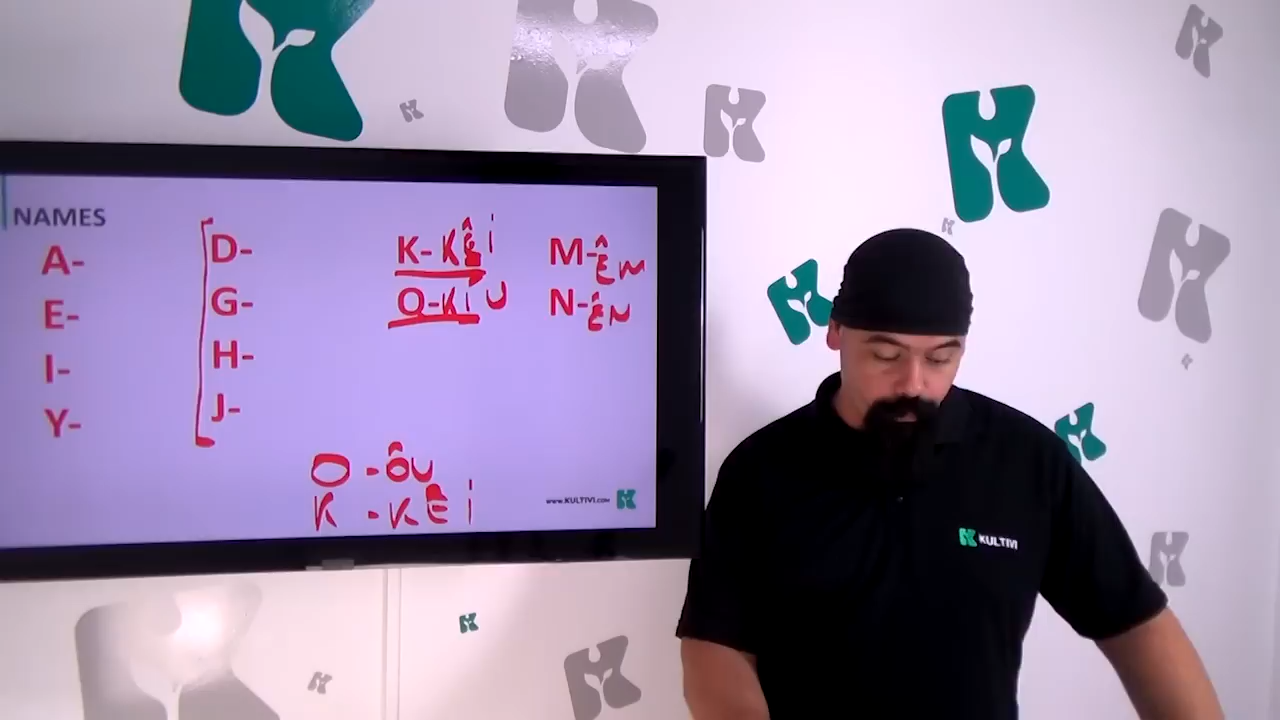 NAMES
A-
E-
I-
Y-
D-
G-
H-
J-
K- KÊi
Q-KiU
M-Êm
N-ÊN
O - ôu
K - KÊi
www.KULTIVI.COM
KULTIVI